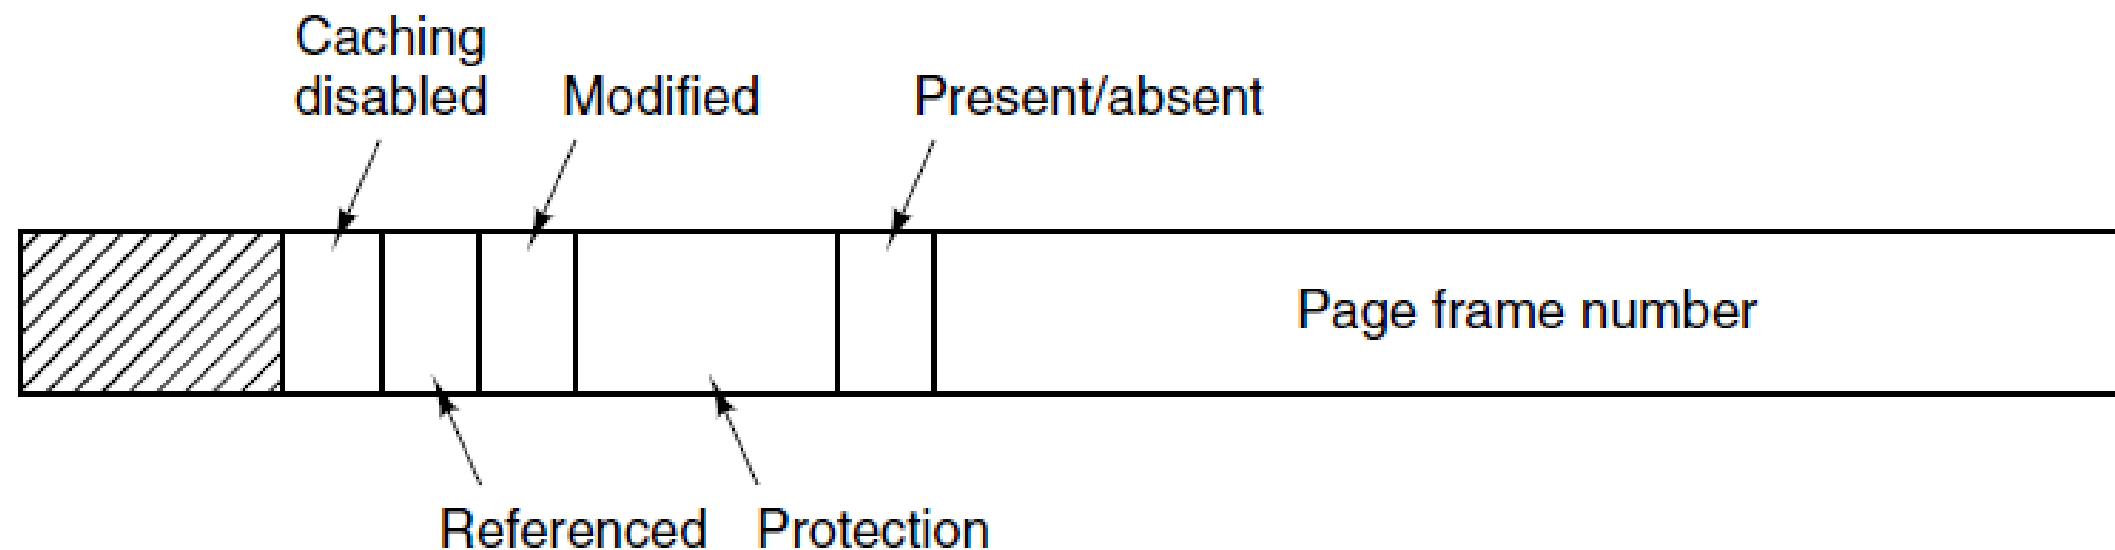 Caching
disabled
Modified
Present/absent
Page frame number
Referenced
Protection